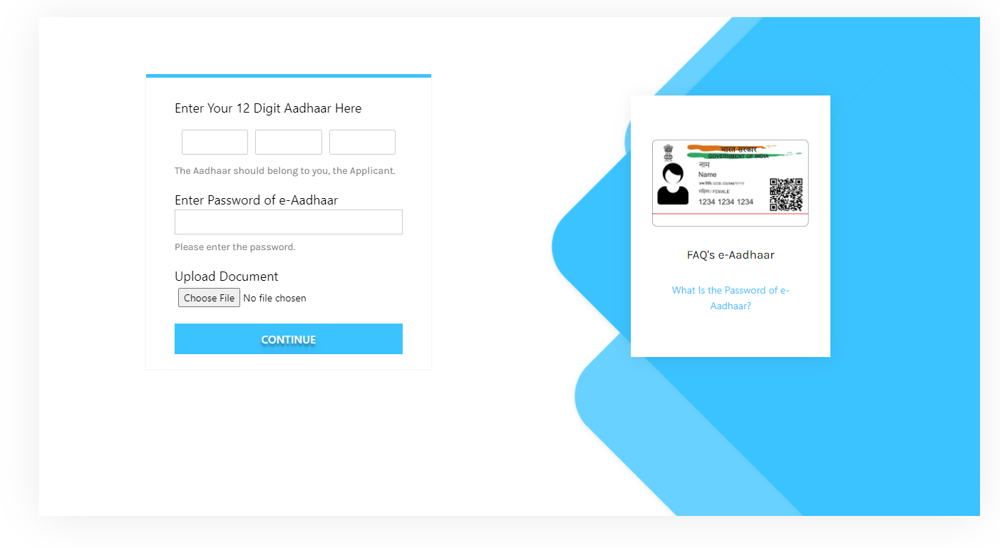 Enter Your 12 Digit Aadhaar Here
The Aadhaar should belong to you, the Applicant.
Enter Password of e-Aadhaar
Please enter the password.
Upload Document
Choose File No file chosen
CONTINUE
भारत सरकार
GOVERNMENT OF INDIA
नाम
Name
जन्म तिथि/ DOB: DD/MM/YYYY
महिला / FEMALE
1234 1234 1234
FAQ's e-Aadhaar
What Is the Password of e-
Aadhaar?